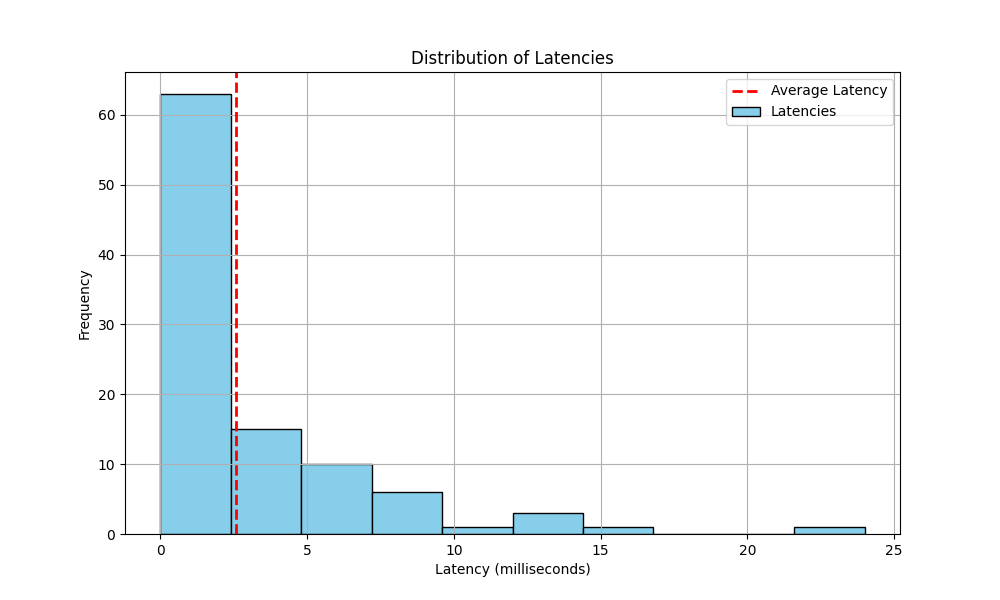 Distribution of Latencies
Average Latency
Latencies
Frequency
60
50
40
30
20
10
0
0 5 10 15 20 25
Latency (milliseconds)